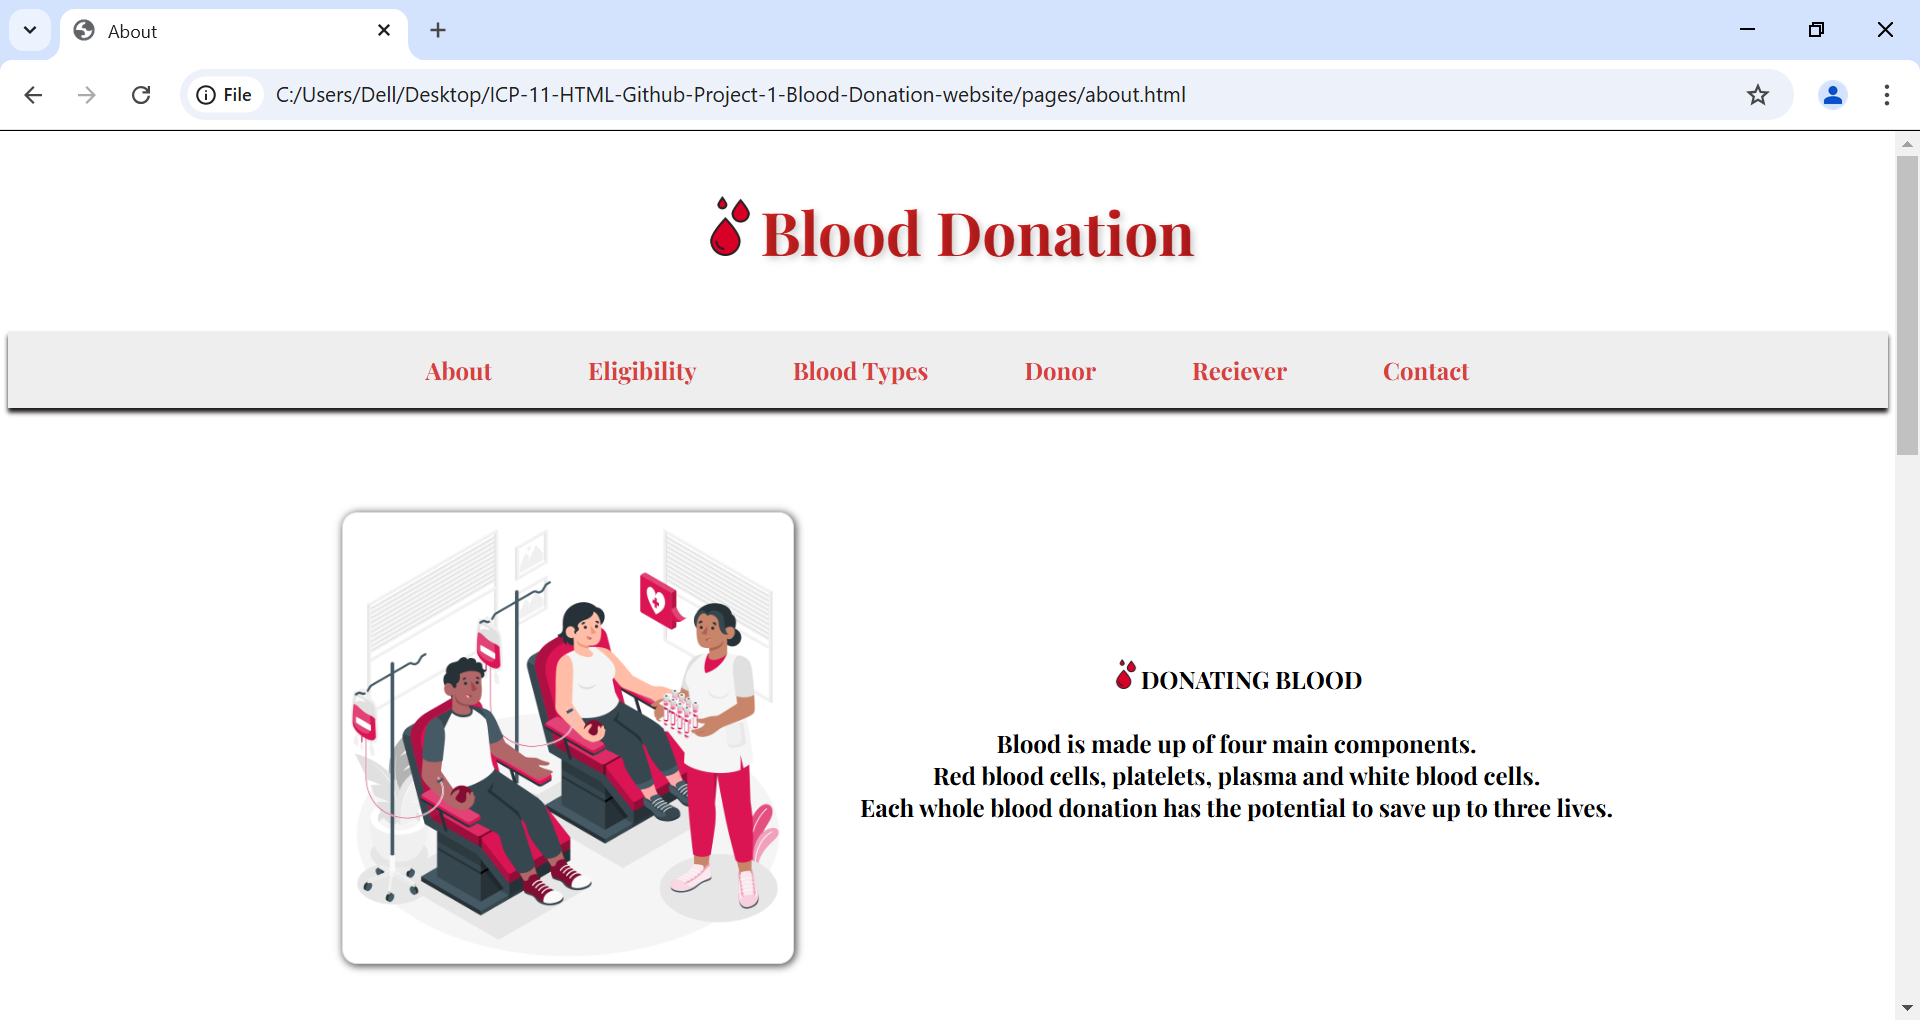 About
File
C:/Users/Dell/Desktop/ICP-11-HTML-Github-Project-1-Blood-Donation-website/pages/about.html
Blood Donation
About Eligibility Blood Types Donor Reciever Contact
DONATING BLOOD
Blood is made up of four main components.
Red blood cells, platelets, plasma and white blood cells.
Each whole blood donation has the potential to save up to three lives.